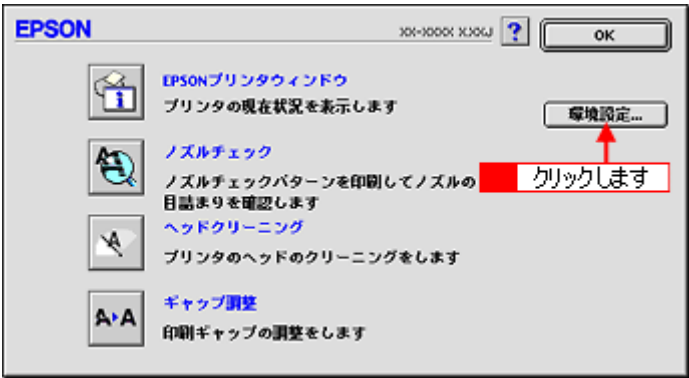 EPSON
XX-XXXX X.XXJ
?
OK
EPSONプリンタウィンドウ
プリンタの現在状況を表示します
環境設定...
ノズルチェック
ノズルチェックパターンを印刷してノズルの
目詰まりを確認します
クリックします
ヘッドクリーニング
プリンタのヘッドのクリーニングをします
ギャップ調整
A▸A
印刷ギャップの調整をします